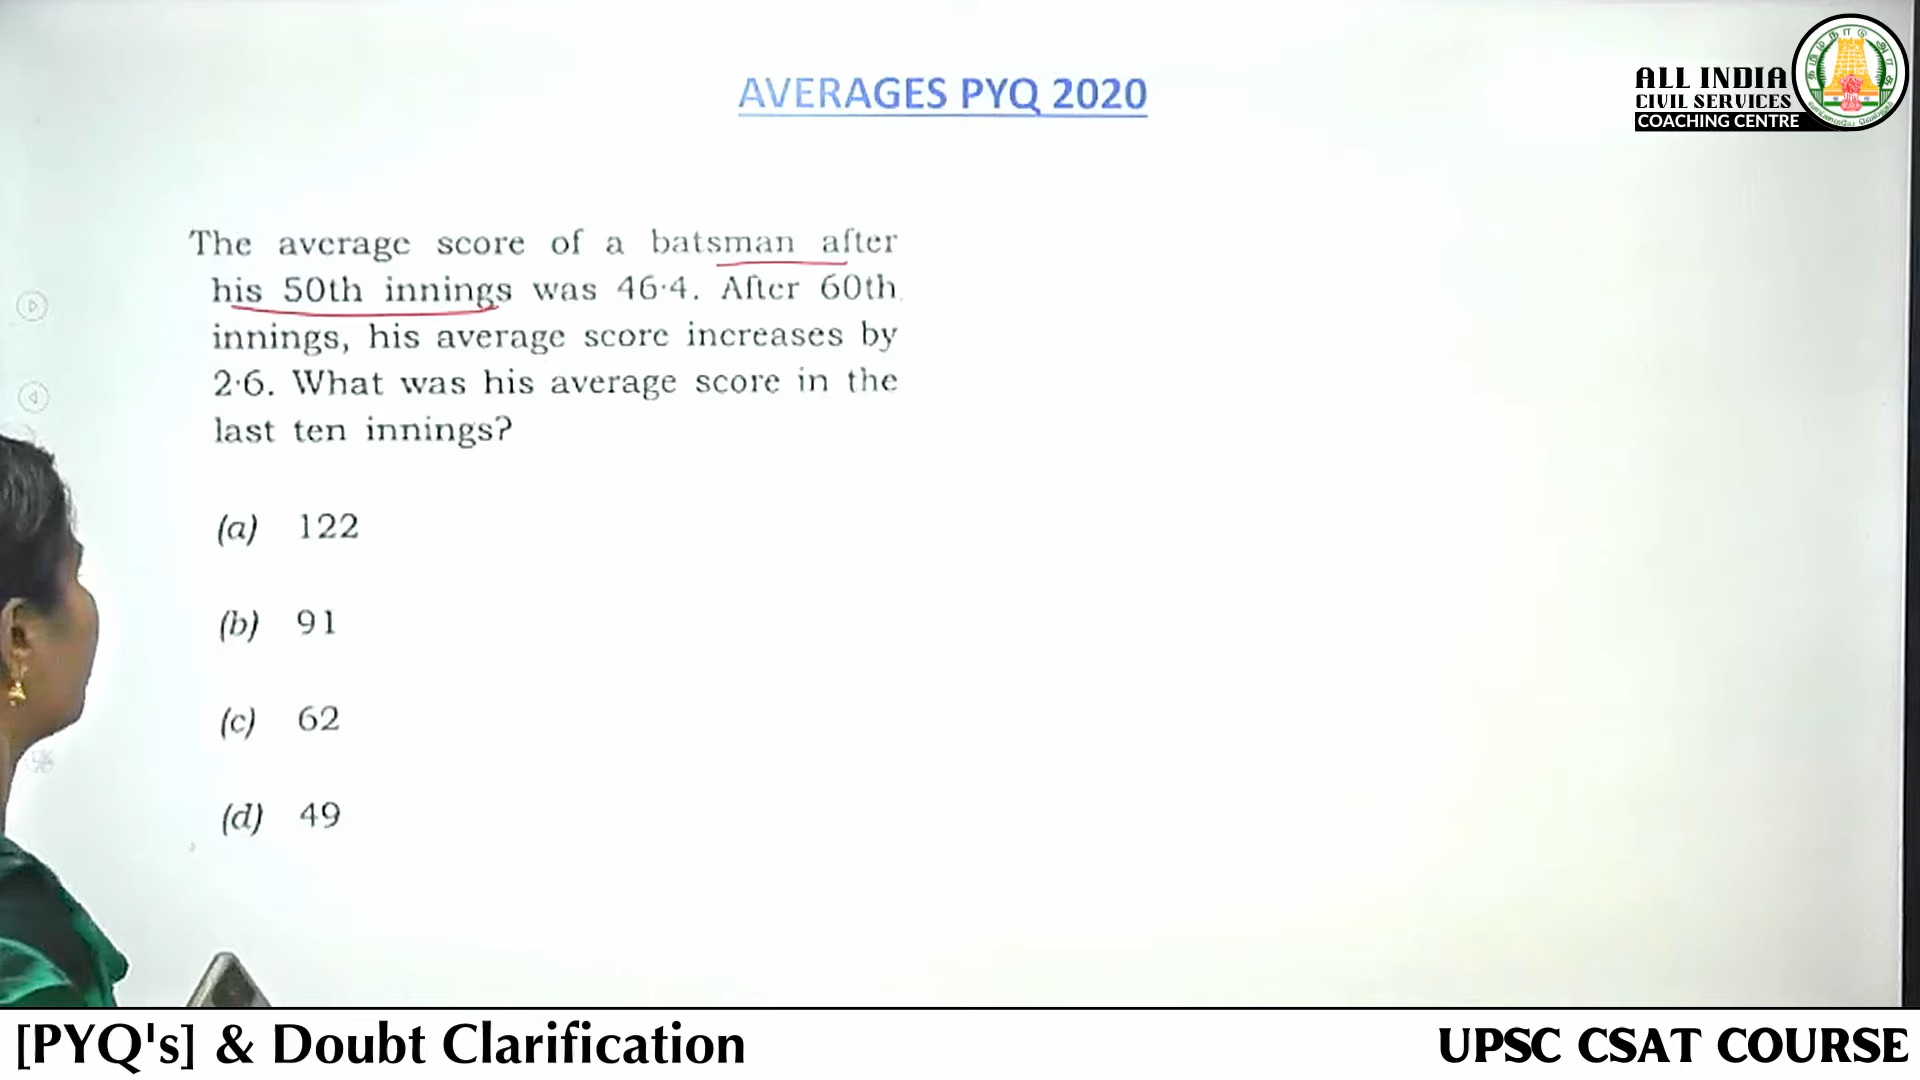 AVERAGES PYQ 2020
ALL INDIA
CIVIL SERVICES
COACHING CENTRE
The average score of a batsman after
his 50th innings was 46·4. After 60th
innings, his average score increases by
2·6. What was his average score in the
last ten innings?
(a) 122
(b) 91
(c) 62
(d) 49
[PYQ's] & Doubt Clarification
UPSC CSAT COURSE